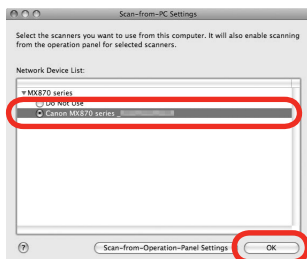 Scan-from-PC Settings
Select the scanners you want to use from this computer. It will also enable scanning
from the operation panel for selected scanners.
Network Device List:
MX870 series
Do Not Use
Canon MX870 series _
?
Scan-from-Operation-Panel Settings
OK